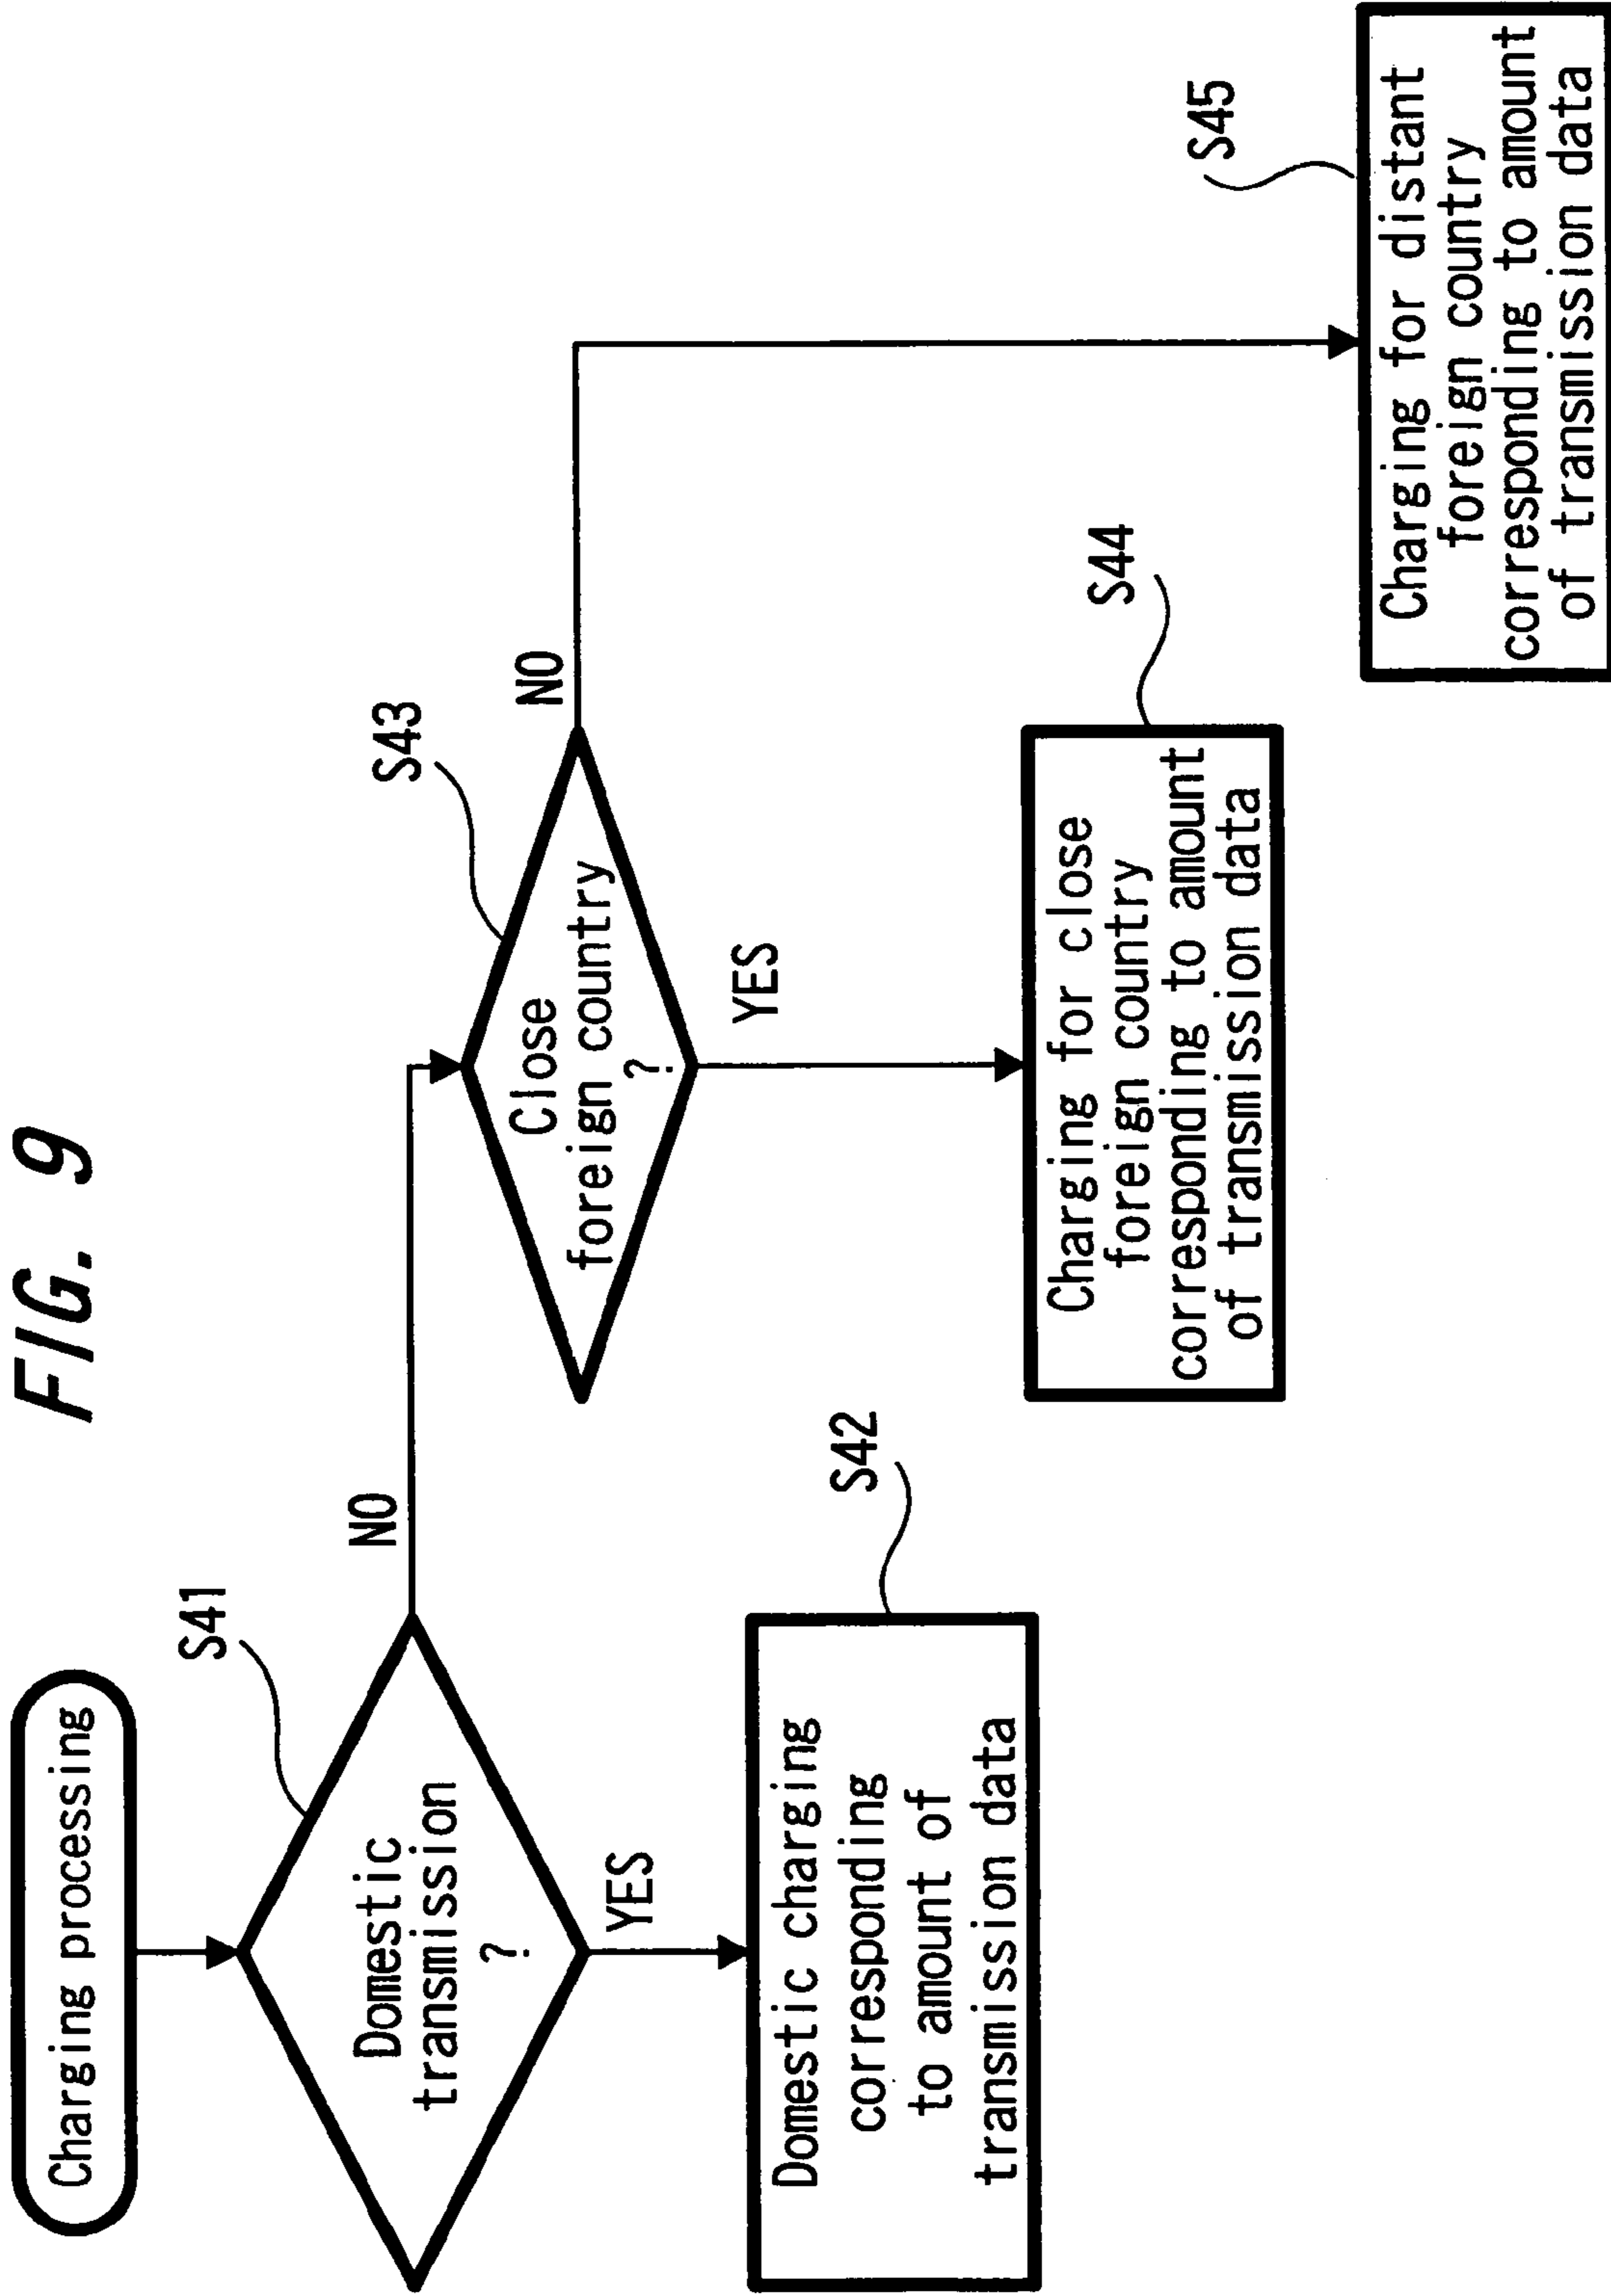 FIG. 9
Charging processing
S41
Domestic
transmission
?
NO
YES
S42
Domestic charging
corresponding
to amount of
transmission data
S43
Close
foreign country
?
NO
YES
S44
Charging for close
foreign country
corresponding to amount
of transmission data
S45
Charging for distant
foreign country
corresponding to amount
of transmission data